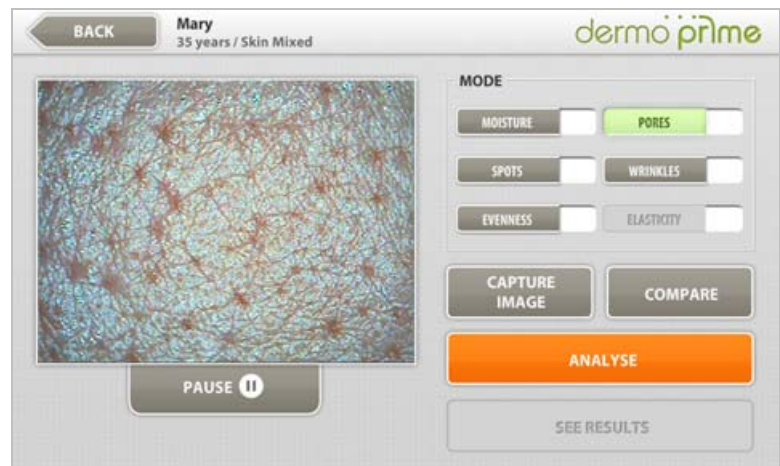 BACK
Mary
35 years / Skin Mixed
dermo prime
MODE
MOISTURE
PORES
SPOTS
WRINKLES
EVENNESS
ELASTICITY
CAPTURE
IMAGE
COMPARE
ANALYSE
PAUSE
SEE RESULTS